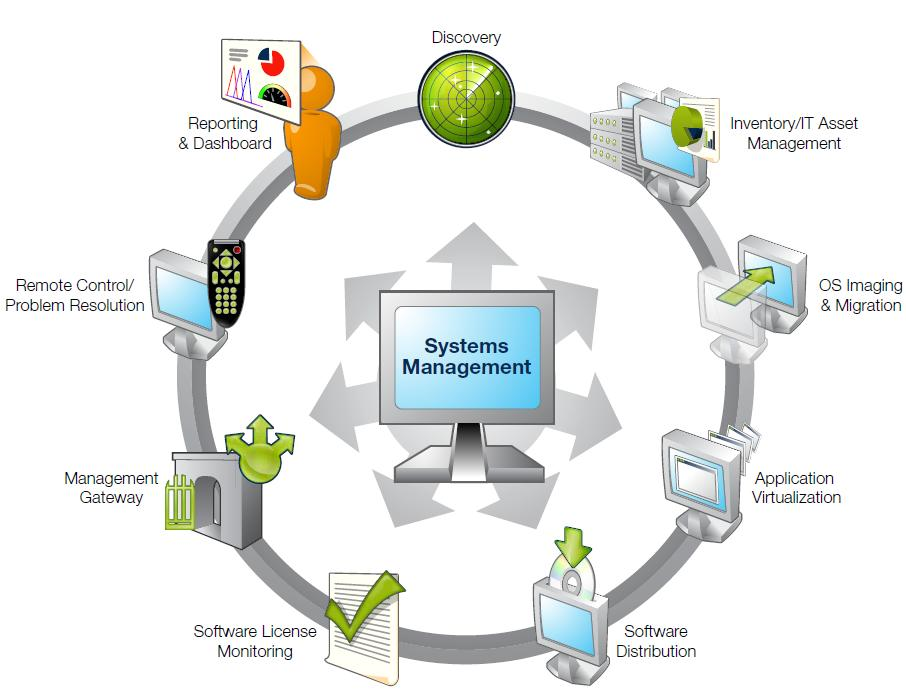 Discovery
Inventory/IT Asset
Management
OS Imaging
& Migration
Application
Virtualization
Software
Distribution
Software License
Monitoring
Management
Gateway
Remote Control/
Problem Resolution
Reporting
& Dashboard
Systems
Management